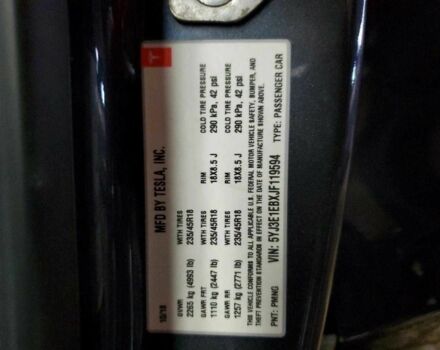 MFD BY TESLA, INC.
10/18
GVWR
2265 kg (4993 lb)
GAWR FRT WITH TIRES RIM COLD TIRE PRESSURE
1110 kg (2447 lb) 235/45R18 18X8.5 J 290 kPa, 42 psi
GAWR RR WITH TIRES RIM COLD TIRE PRESSURE
1257 kg (2771 lb) 235/45R18 18X8.5 J 290 kPa, 42 psi
THIS VEHICLE CONFORMS TO ALL APPLICABLE U.S. FEDERAL MOTOR VEHICLE SAFETY, BUMPER, AND
THEFT PREVENTION STANDARDS IN EFFECT ON THE DATE OF MANUFACTURE SHOWN ABOVE.
VIN: 5YJ3E1EBXJF119594
PNT: PMNG TYPE: PASSENGER CAR